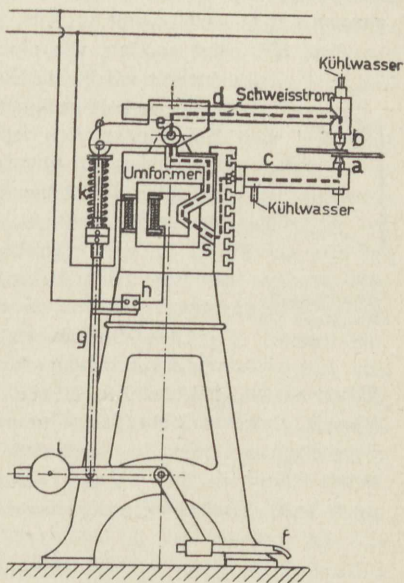 Kühlwasser
d
Schweisstrom
e
b
c
a
k
Umformer
Kühlwasser
s
h
g
i
f